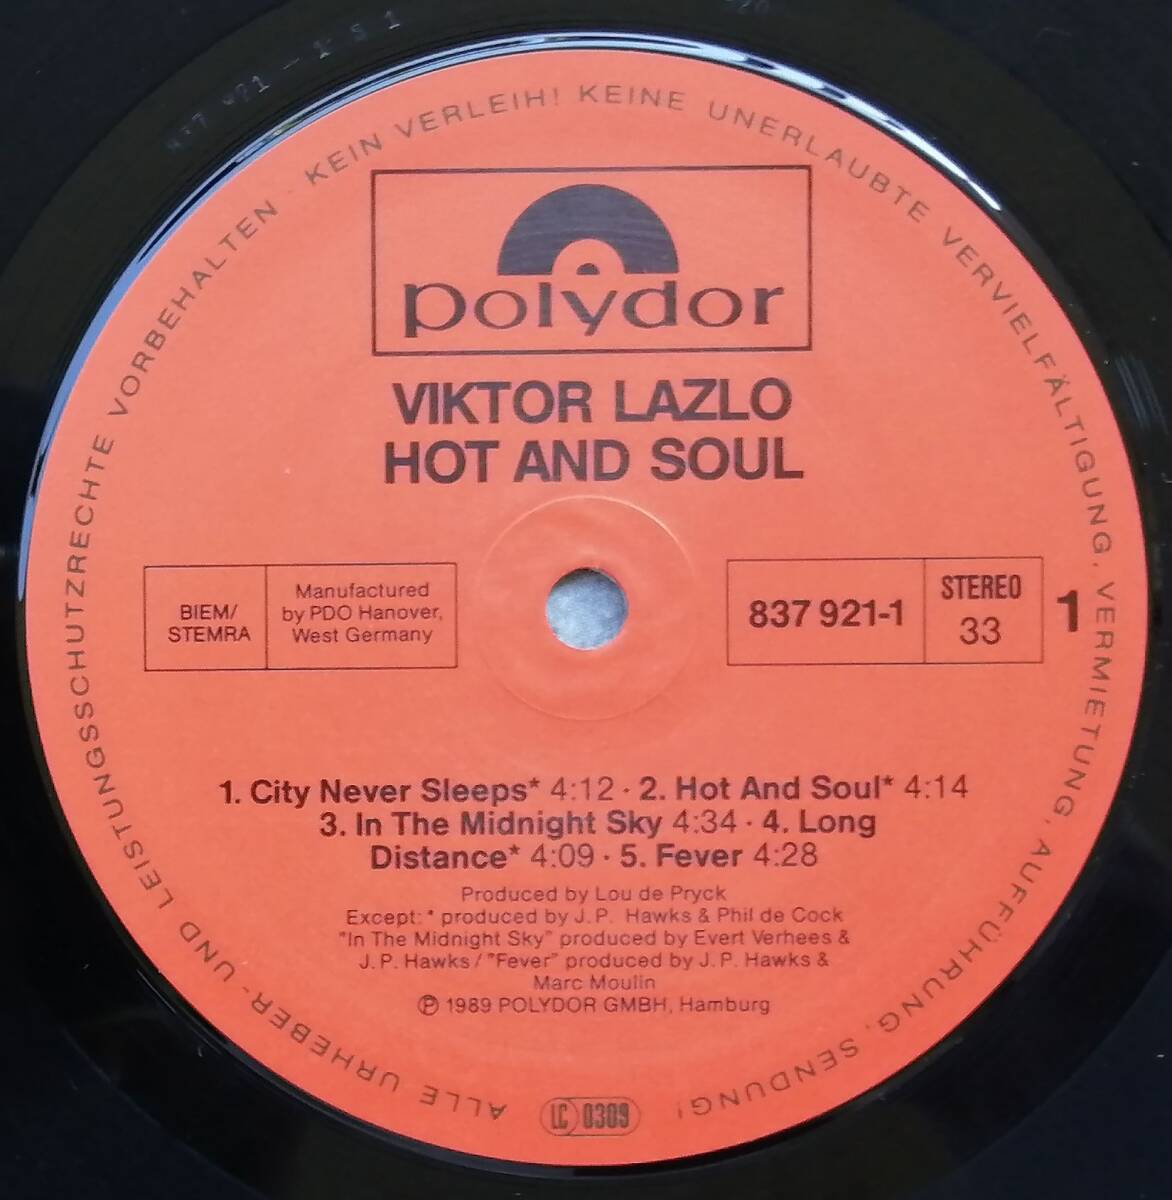 ALLE URHEBER- UND LEISTUNGSSCHUTZRECHTE VORBEHALTEN · KEIN VERLEIH! KEINE UNERLAUBTE VERVIELFÄLTIGUNG, VERMIETUNG, AUFFÜHRUNG, SENDUNG!
polydor
VIKTOR LAZLO
HOT AND SOUL
BIEM/
STEMRA
Manufactured
by PDO Hanover,
West Germany
837 921-1
STEREO
33
1
1. City Never Sleeps* 4:12 · 2. Hot And Soul* 4:14
3. In The Midnight Sky 4:34 · 4. Long
Distance* 4:09 · 5. Fever 4:28
Produced by Lou de Pryck
Except: * produced by J.P. Hawks & Phil de Cock
"In The Midnight Sky" produced by Evert Verhees &
J.P. Hawks / "Fever" produced by J.P. Hawks &
Marc Moulin
Ⓟ 1989 POLYDOR GMBH, Hamburg
LC 0309